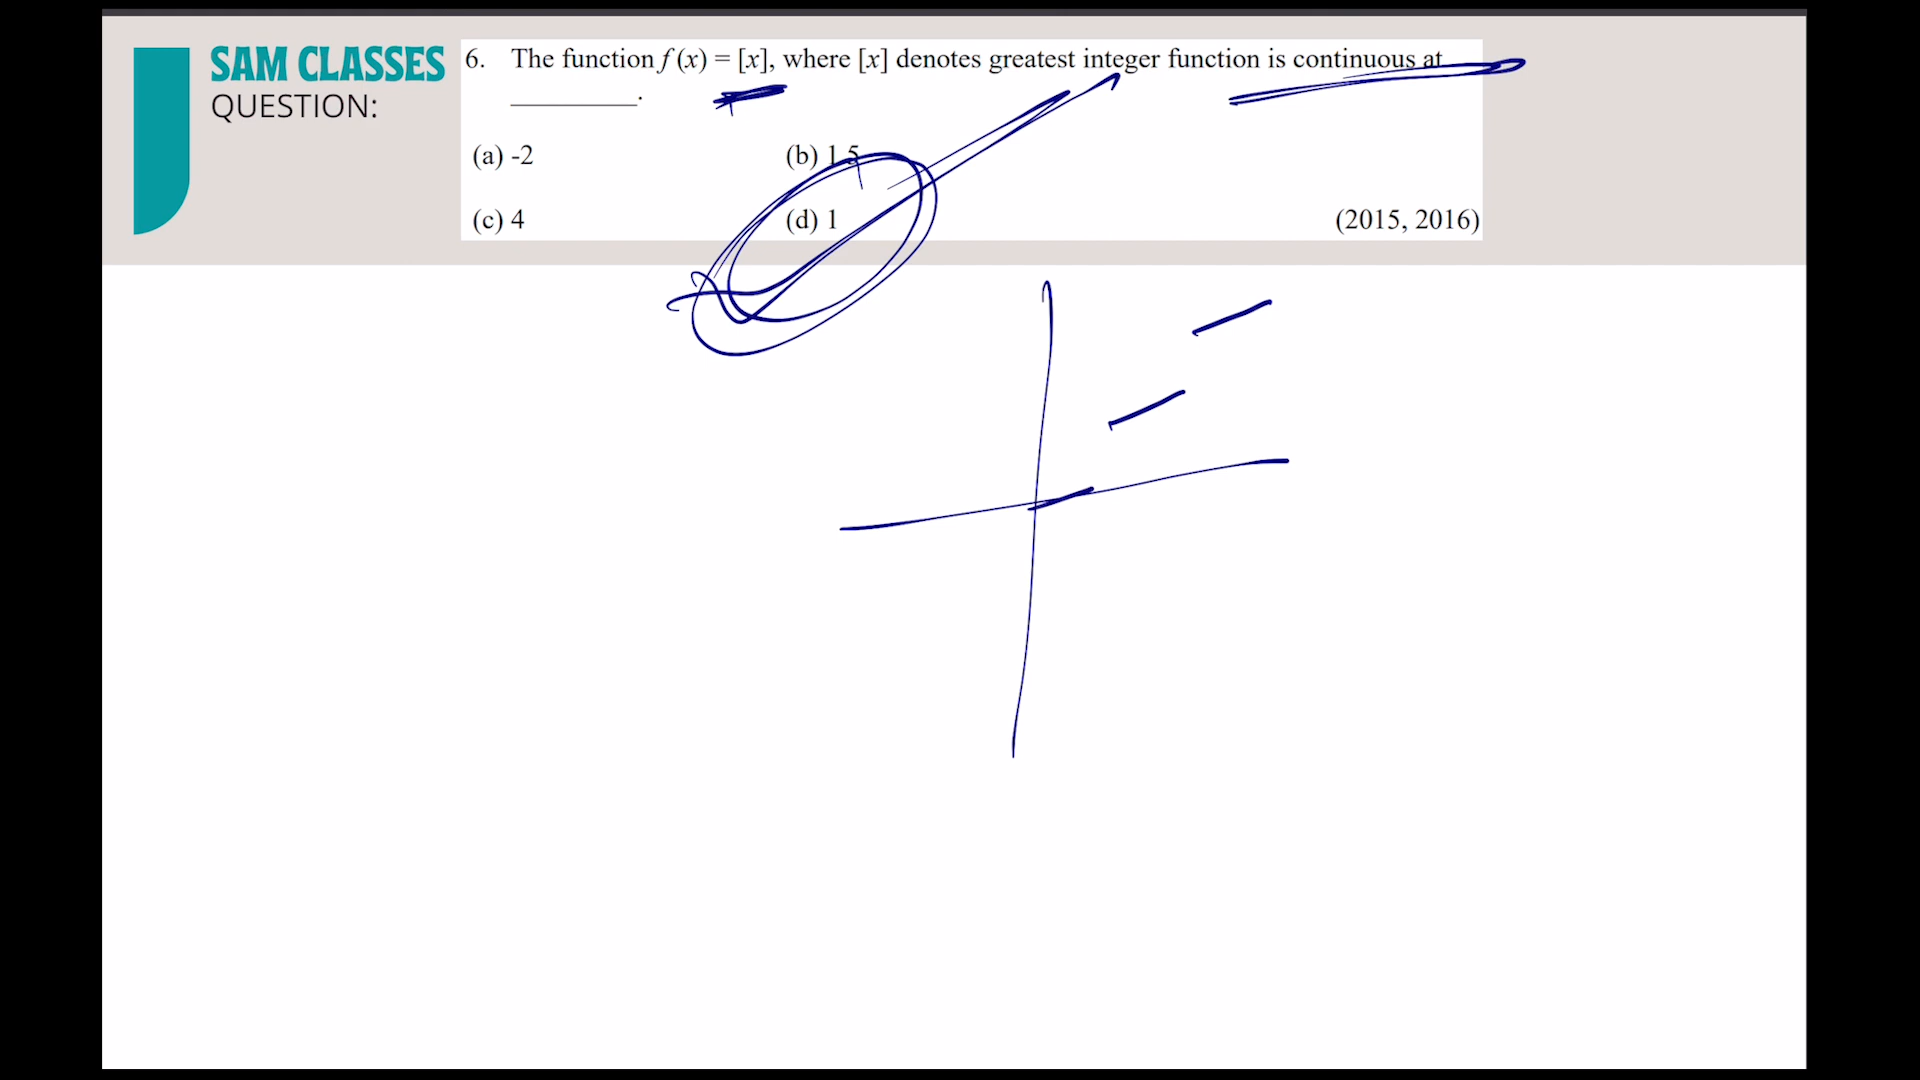 SAM CLASSES
QUESTION:
6. The function f (x) = [x], where [x] denotes greatest integer function is continuous at
__________.
(a) -2
(b) 1.5
(c) 4
(d) 1
(2015, 2016)